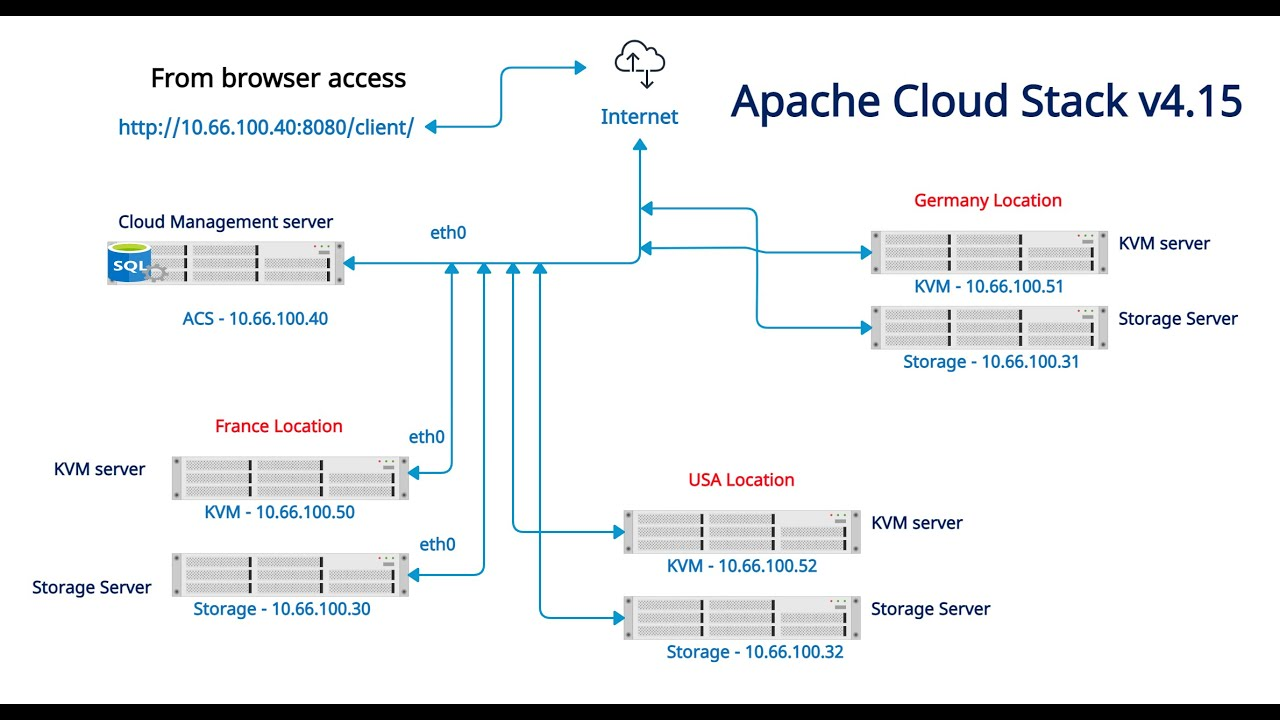 From browser access
http://10.66.100.40:8080/client/
Internet
Apache Cloud Stack v4.15
Cloud Management server
SQL
ACS - 10.66.100.40
eth0
Germany Location
KVM server
KVM - 10.66.100.51
Storage Server
Storage - 10.66.100.31
France Location
eth0
KVM server
KVM - 10.66.100.50
eth0
Storage Server
Storage - 10.66.100.30
USA Location
KVM server
KVM - 10.66.100.52
Storage Server
Storage - 10.66.100.32